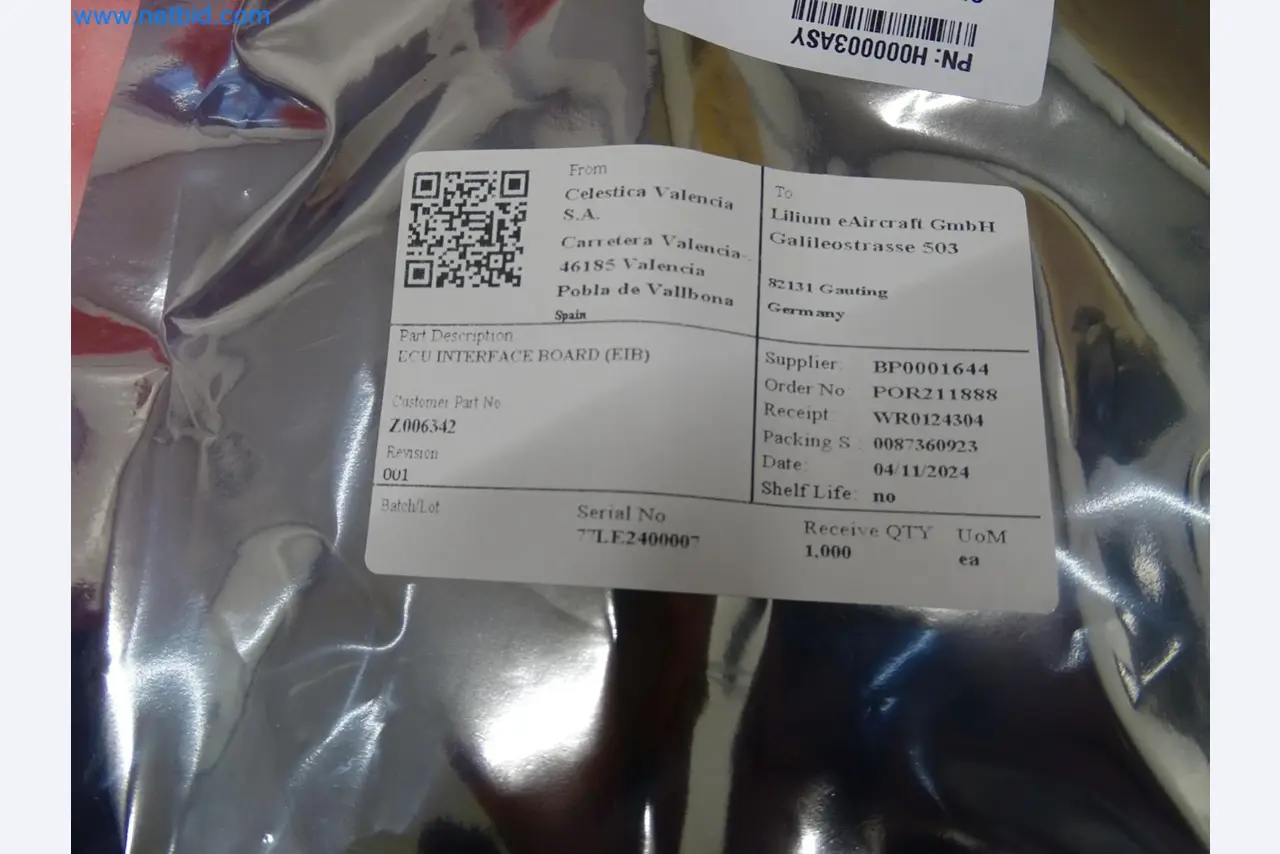 www.netbid.com
PN: H000003ASY
From
Celestica Valencia
S.A.
Carretera Valencia-.
46185 Valencia
Pobla de Vallbona
Spain
To
Lilium eAircraft GmbH
Galileostrasse 503
82131 Gauting
Germany
Part Description
ECU INTERFACE BOARD (EIB)
Customer Part No
Z006342
Revision
001
Supplier: BP0001644
Order No POR211888
Receipt WR0124304
Packing S : 0087360923
Date: 04/11/2024
Shelf Life: no
Batch/Lot
Serial No
77LE2400007
Receive QTY
1,000
UoM
ea